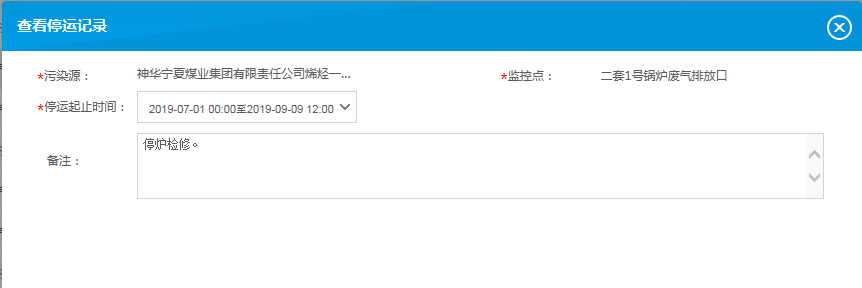 查看停运记录
*污染源： 神华宁夏煤业集团有限责任公司烯烃一... *监控点： 二套1号锅炉废气排放口
*停运起止时间： 2019-07-01 00:00至2019-09-09 12:00
备注： 停炉检修。